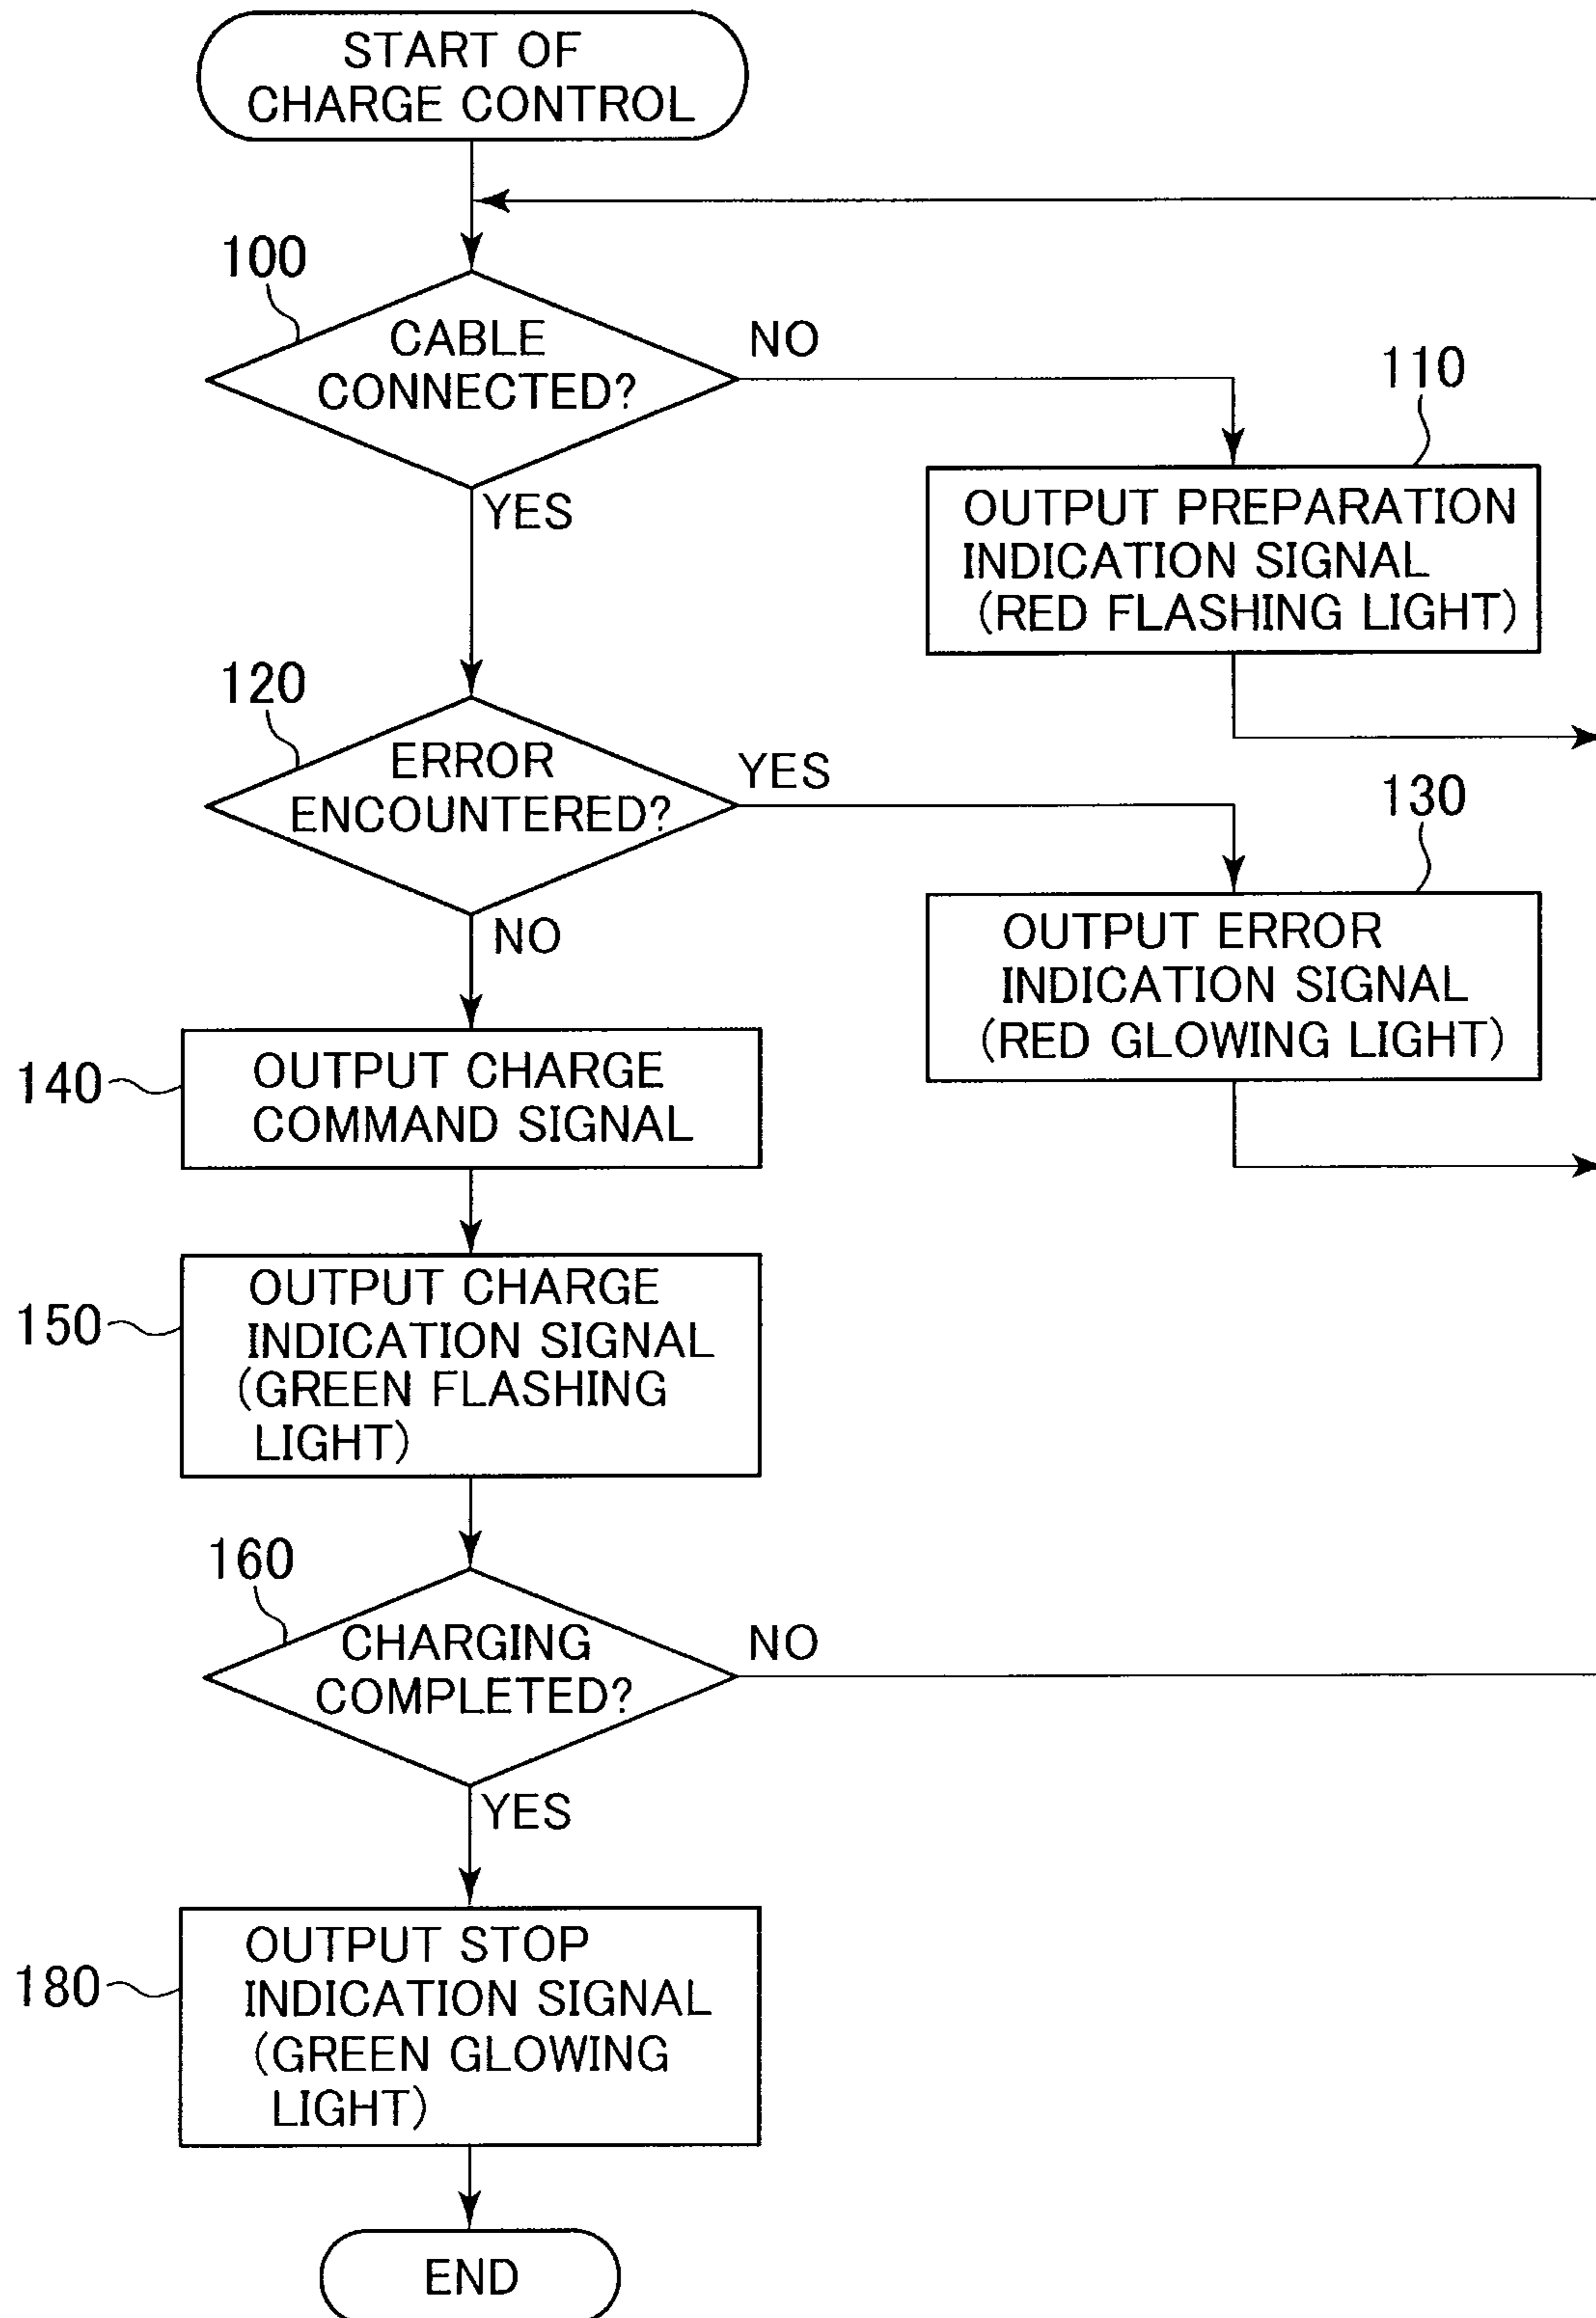 START OF
CHARGE CONTROL
100
CABLE
CONNECTED?
NO
YES
110
OUTPUT PREPARATION
INDICATION SIGNAL
(RED FLASHING LIGHT)
120
ERROR
ENCOUNTERED?
YES
NO
130
OUTPUT ERROR
INDICATION SIGNAL
(RED GLOWING LIGHT)
140
OUTPUT CHARGE
COMMAND SIGNAL
150
OUTPUT CHARGE
INDICATION SIGNAL
(GREEN FLASHING
LIGHT)
160
CHARGING
COMPLETED?
NO
YES
180
OUTPUT STOP
INDICATION SIGNAL
(GREEN GLOWING
LIGHT)
END